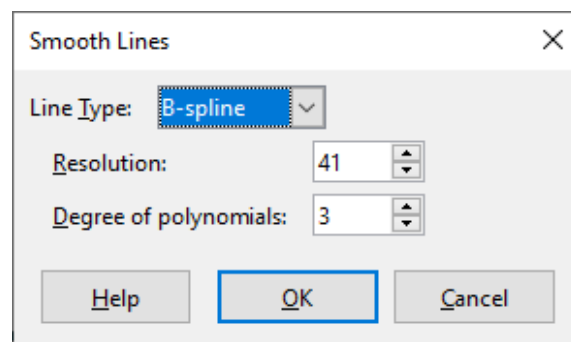 Smooth Lines
Line Type: B-spline
Resolution: 41
Degree of polynomials: 3
Help OK Cancel